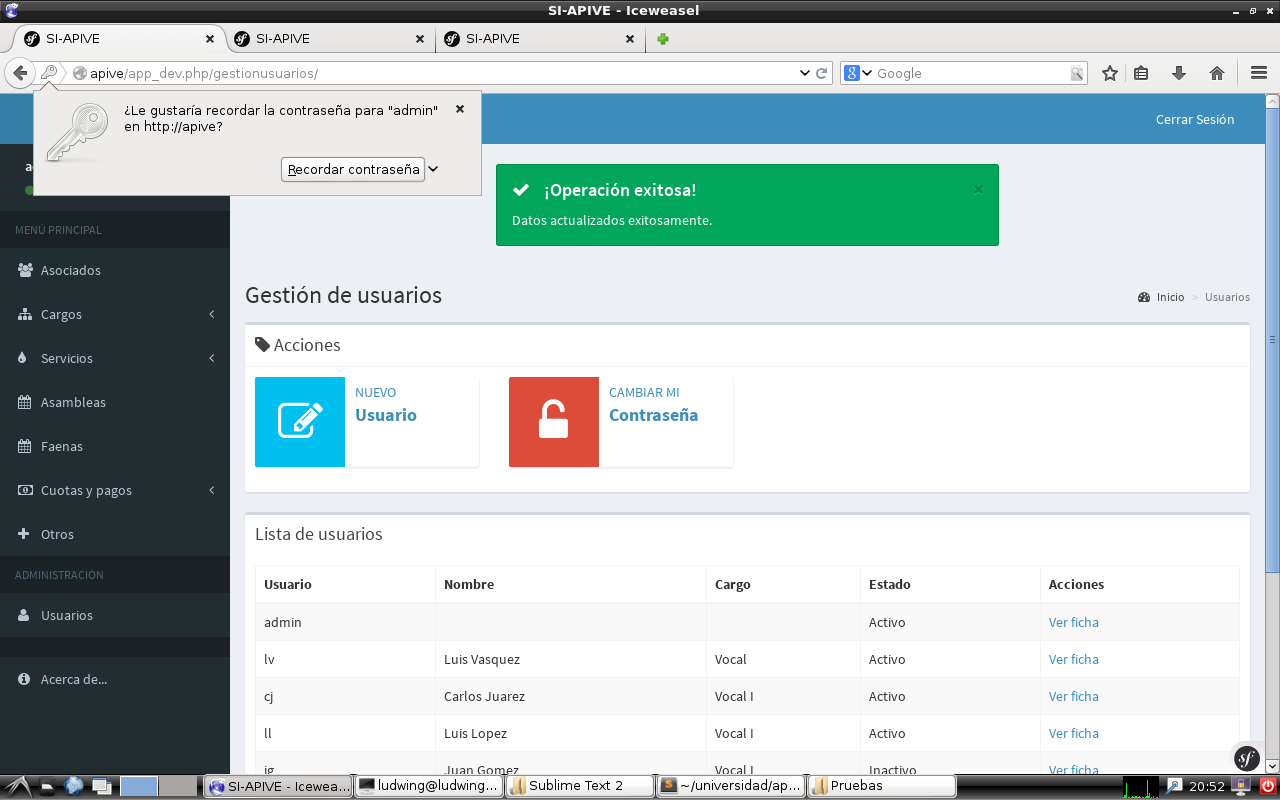 SI-APIVE - Iceweasel
SI-APIVE
SI-APIVE
SI-APIVE
apive/app_dev.php/gestionusuarios/
Google
¿Le gustaría recordar la contraseña para "admin"
en http://apive?
Recordar contraseña
Cerrar Sesión
¡Operación exitosa!
Datos actualizados exitosamente.
MENÚ PRINCIPAL
Asociados
Cargos
Servicios
Asambleas
Faenas
Cuotas y pagos
Otros
ADMINISTRACIÓN
Usuarios
Acerca de...
Gestión de usuarios
Inicio > Usuarios
Acciones
NUEVO
Usuario
CAMBIAR MI
Contraseña
Lista de usuarios
Usuario Nombre Cargo Estado Acciones
admin Activo Ver ficha
lv Luis Vasquez Vocal Activo Ver ficha
cj Carlos Juarez Vocal I Activo Ver ficha
ll Luis Lopez Vocal I Activo Ver ficha
jg Juan Gomez Vocal I Inactivo Ver ficha
sf
SI-APIVE - Icewea... ludwing@ludwing... Sublime Text 2 ~/universidad/ap... Pruebas 20:52